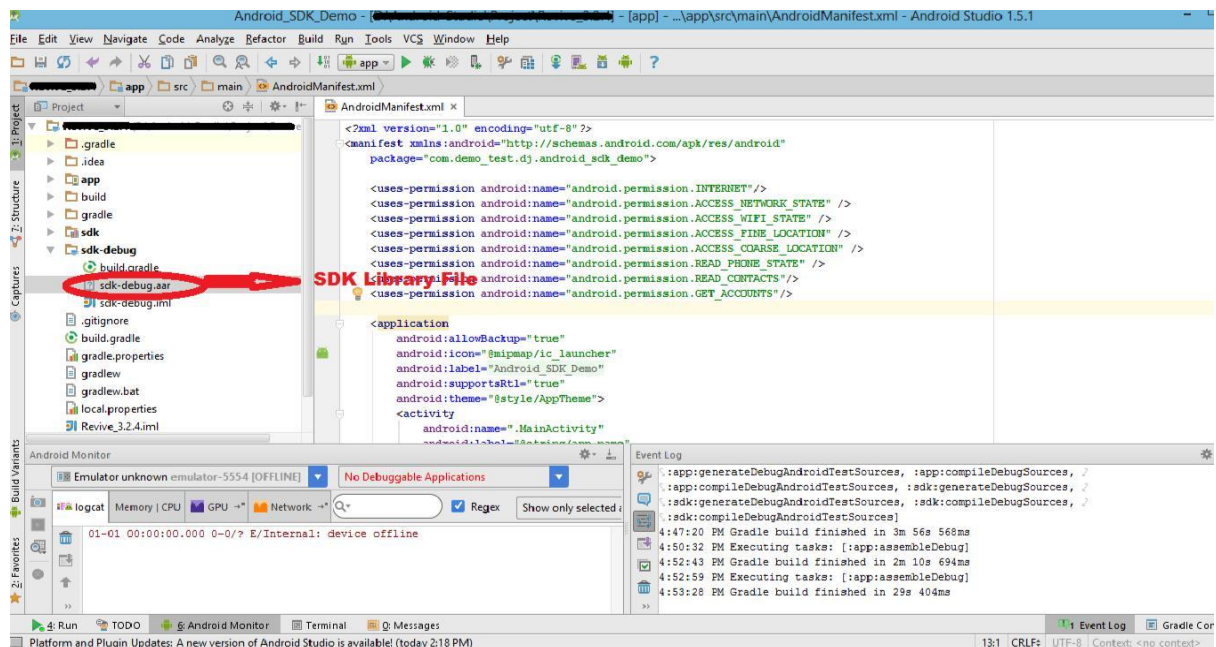 Android_SDK_Demo - [ - [app] - ...\app\src\main\AndroidManifest.xml - Android Studio 1.5.1
File Edit View Navigate Code Analyze Refactor Build Run Tools VCS Window Help
app
app src main AndroidManifest.xml
1: Project
7: Structure
Captures
Build Variants
2: Favorites
Project
.gradle
.idea
app
build
gradle
sdk
sdk-debug
build.gradle
sdk-debug.aar
sdk-debug.iml
.gitignore
build.gradle
gradle.properties
gradlew
gradlew.bat
local.properties
Revive_3.2.4.iml
SDK Library File
AndroidManifest.xml
<?xml version="1.0" encoding="utf-8"?>
<manifest xmlns:android="http://schemas.android.com/apk/res/android"
package="com.demo_test.dj.android_sdk_demo">
<uses-permission android:name="android.permission.INTERNET"/>
<uses-permission android:name="android.permission.ACCESS_NETWORK_STATE" />
<uses-permission android:name="android.permission.ACCESS_WIFI_STATE" />
<uses-permission android:name="android.permission.ACCESS_FINE_LOCATION" />
<uses-permission android:name="android.permission.ACCESS_COARSE_LOCATION" />
<uses-permission android:name="android.permission.READ_PHONE_STATE" />
<uses-permission android:name="android.permission.READ_CONTACTS"/>
<uses-permission android:name="android.permission.GET_ACCOUNTS"/>
<application
android:allowBackup="true"
android:icon="@mipmap/ic_launcher"
android:label="Android_SDK_Demo"
android:supportsRtl="true"
android:theme="@style/AppTheme">
<activity
android:name=".MainActivity"
android:label="@string/app_name"
Android Monitor
Emulator unknown emulator-5554 [OFFLINE] No Debuggable Applications
logcat Memory | CPU GPU Network Regex Show only selected a
01-01 00:00:00.000 0-0/? E/Internal: device offline
Event Log
:app:generateDebugAndroidTestSources, :app:compileDebugSources,
:app:compileDebugAndroidTestSources, :sdk:generateDebugSources,
:sdk:generateDebugAndroidTestSources, :sdk:compileDebugSources,
:sdk:compileDebugAndroidTestSources]
4:47:20 PM Gradle build finished in 3m 56s 568ms
4:50:32 PM Executing tasks: [:app:assembleDebug]
4:52:43 PM Gradle build finished in 2m 10s 694ms
4:52:59 PM Executing tasks: [:app:assembleDebug]
4:53:28 PM Gradle build finished in 29s 404ms
4: Run TODO 6: Android Monitor Terminal 0: Messages 1 Event Log Gradle Con
Platform and Plugin Updates: A new version of Android Studio is available! (today 2:18 PM) 13:1 CRLF UTF-8 Context: <no context>